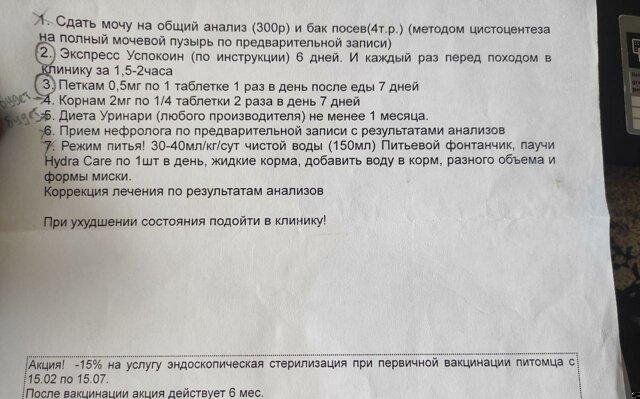 1. Сдать мочу на общий анализ (300р) и бак посев(4т.р.) (методом цистоцентеза
на полный мочевой пузырь по предварительной записи)
2. Экспресс Успокоин (по инструкции) 6 дней. И каждый раз перед походом в
клинику за 1,5-2часа
3. Петкам 0,5мг по 1 таблетке 1 раз в день после еды 7 дней
4. Корнам 2мг по 1/4 таблетки 2 раза в день 7 дней
5. Диета Уринари (любого производителя) не менее 1 месяца.
6. Прием нефролога по предварительной записи с результатами анализов
7. Режим питья! 30-40мл/кг/сут чистой воды (150мл) Питьевой фонтанчик, паучи
Hydra Care по 1шт в день, жидкие корма, добавить воду в корм, разного объема и
формы миски.
Коррекция лечения по результатам анализов
При ухудшении состояния подойти в клинику!
Акция! -15% на услугу эндоскопическая стерилизация при первичной вакцинации питомца с
15.02 по 15.07.
После вакцинации акция действует 6 мес.